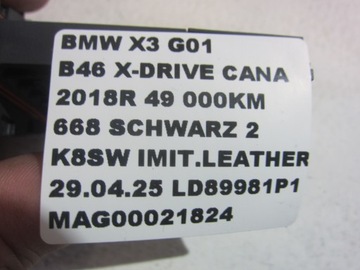 BMW X3 G01
B46 X-DRIVE CANA
2018R 49 000KM
668 SCHWARZ 2
K8SW IMIT.LEATHER
29.04.25 LD89981P1
MAG00021824